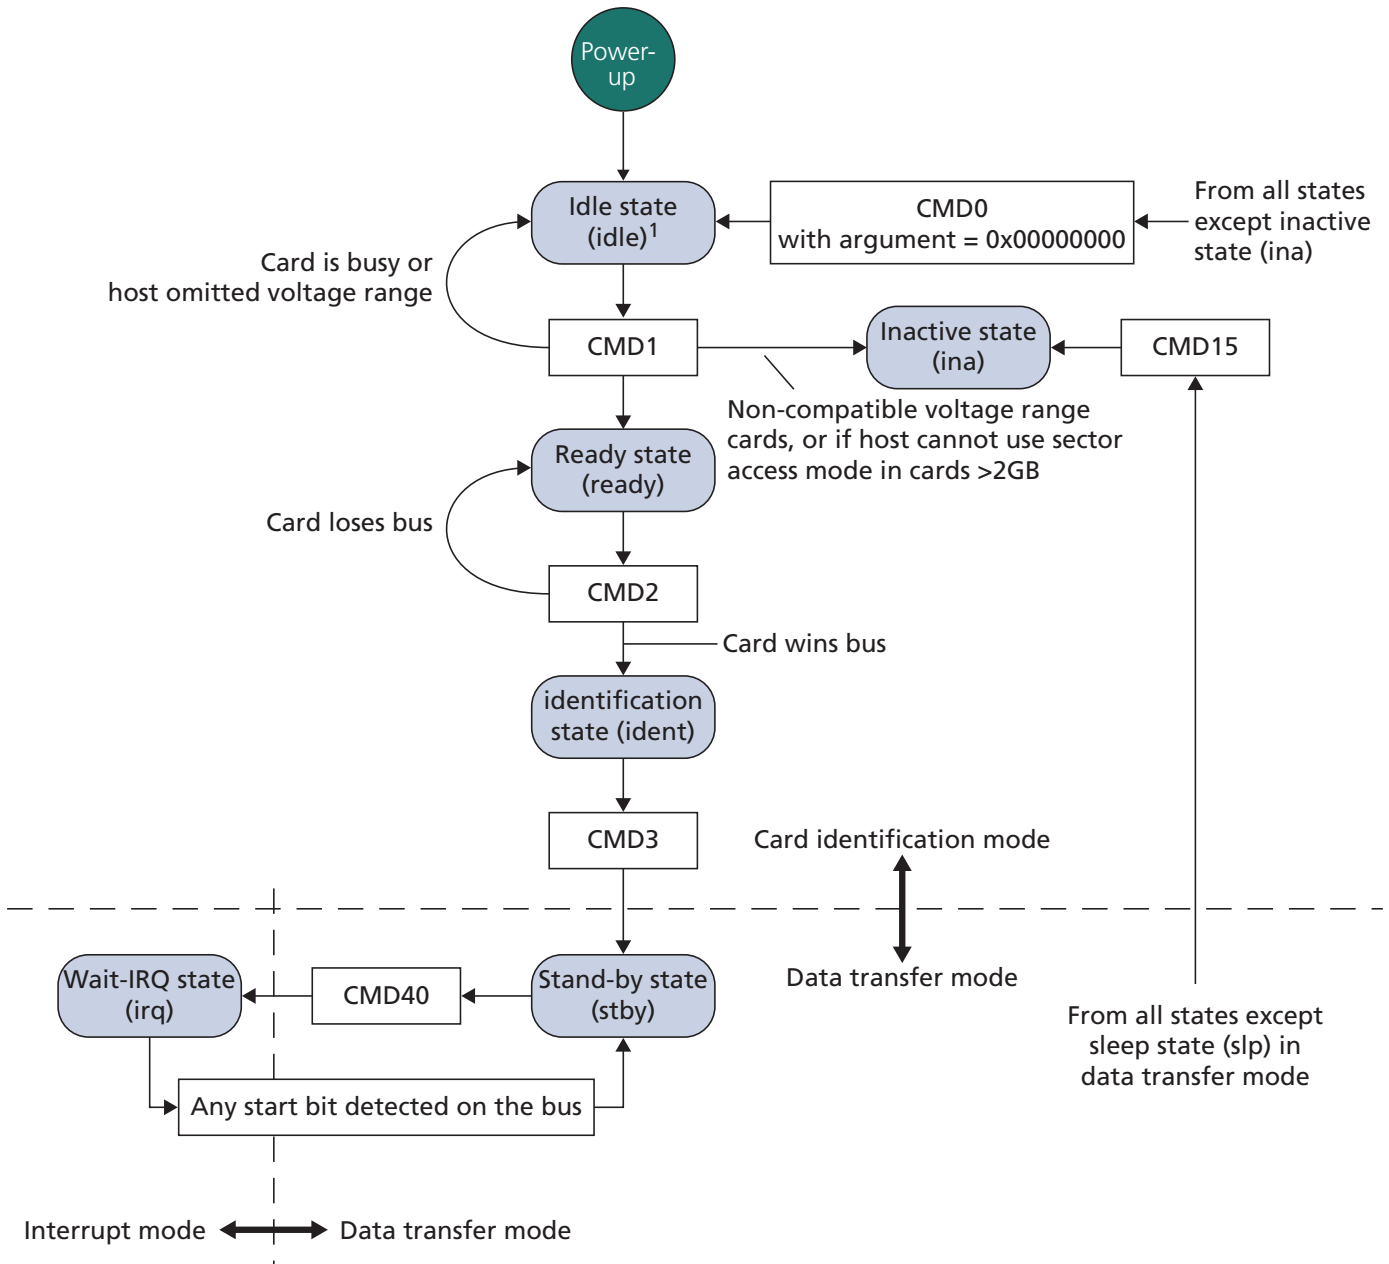 Power-
up
Idle state
(idle)1
CMD0
with argument = 0x00000000
From all states
except inactive
state (ina)
Card is busy or
host omitted voltage range
CMD1
Inactive state
(ina)
CMD15
Non-compatible voltage range
cards, or if host cannot use sector
access mode in cards >2GB
Ready state
(ready)
Card loses bus
CMD2
Card wins bus
identification
state (ident)
CMD3
Card identification mode
Data transfer mode
Wait-IRQ state
(irq)
CMD40
Stand-by state
(stby)
From all states except
sleep state (slp) in
data transfer mode
Any start bit detected on the bus
Interrupt mode
Data transfer mode